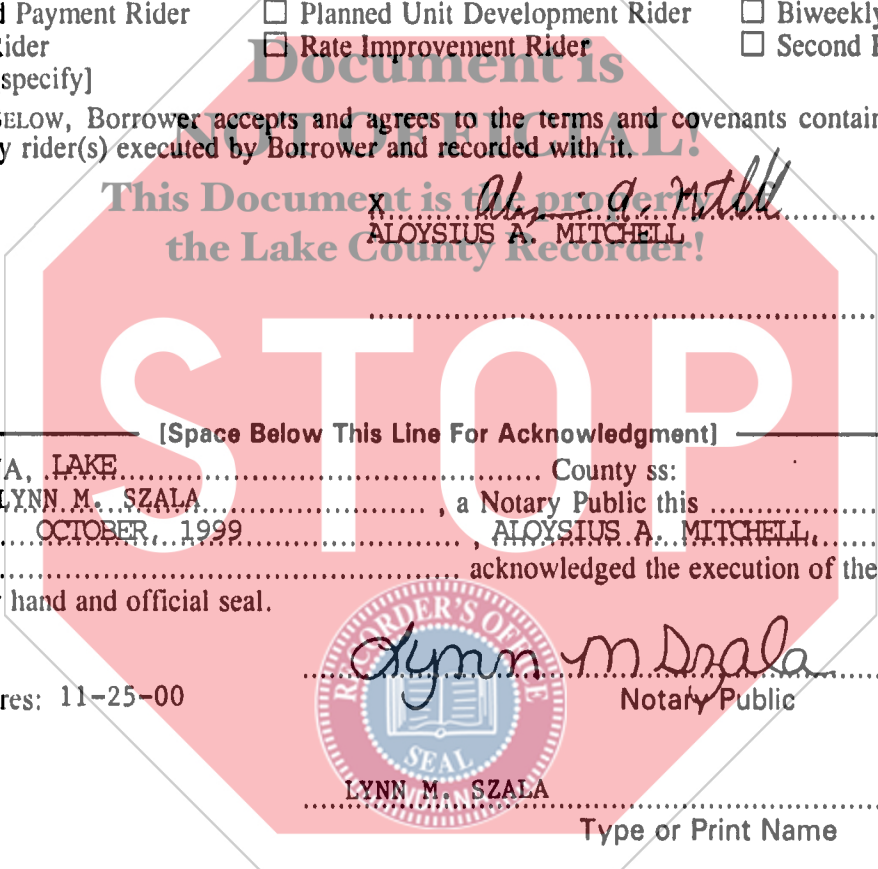 d Payment Rider ☐ Planned Unit Development Rider ☐ Biweekly
Rider ☐ Rate Improvement Rider ☐ Second
specify]
Document is
BELOW, Borrower accepts and agrees to the terms and covenants contain
NOT OFFICIAL!
y rider(s) executed by Borrower and recorded with it.
This Document is the property of
X
ALOYSIUS A. MITCHELL
the Lake County Recorder!
STOP
[Space Below This Line For Acknowledgment]
A, LAKE County ss:
LYNN M. SZALA, a Notary Public this
OCTOBER, 1999, ALOYSIUS A. MITCHELL,
acknowledged the execution of the
hand and official seal.
RECORDER'S OFFICE
Lynn M Szala
res: 11-25-00 Notary Public
SEAL
LYNN M. SZALA
INDIANA
Type or Print Name